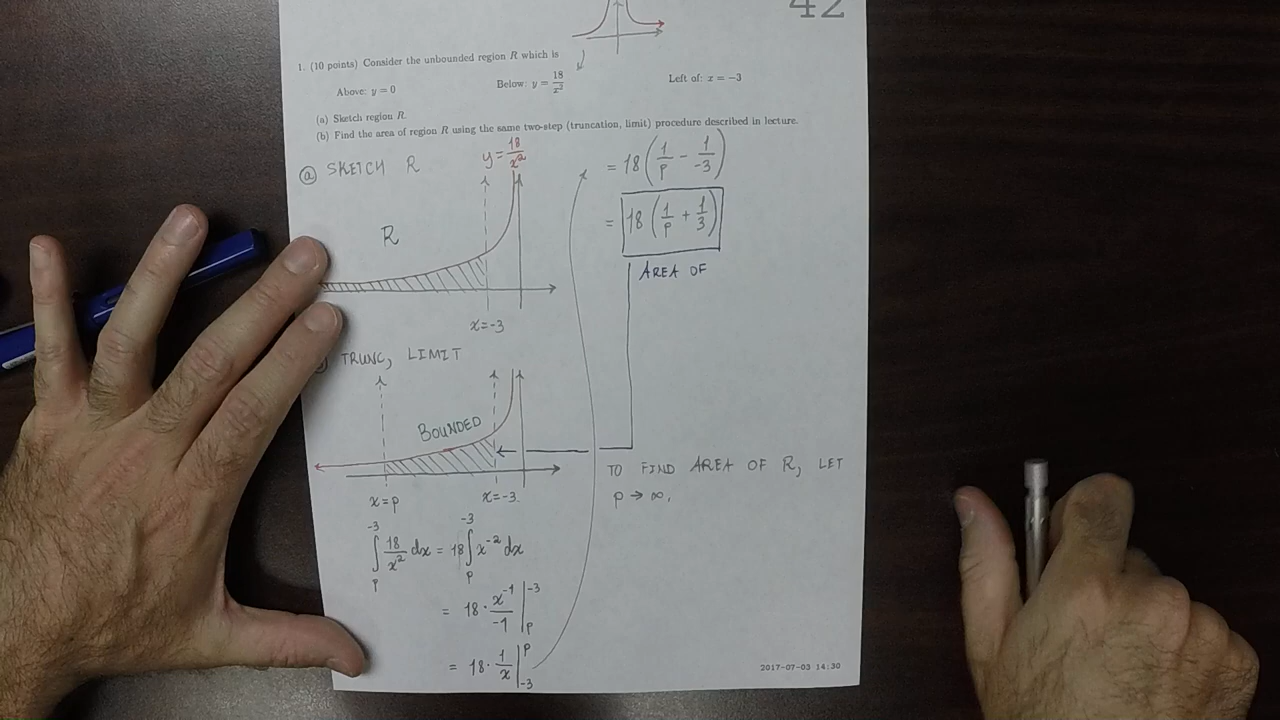 42
1. (10 points) Consider the unbounded region R which is
Above: y = 0 Below: y = 18/x² Left of: x = −3
(a) Sketch region R.
(b) Find the area of region R using the same two-step (truncation, limit) procedure described in lecture.
ⓐ SKETCH R
y = 18/x²
R
x=-3
TRUNC, LIMIT
BOUNDED
x=p x=-3
∫_p^{-3} 18/x² dx = 18 ∫_p^{-3} x^{-2} dx
= 18 · x^{-1}/-1 |_p^{-3}
= 18 · 1/x |_{-3}^p
= 18 (1/p - 1/-3)
= 18 (1/p + 1/3)
AREA OF
TO FIND AREA OF R, LET
p → ∞.
2017-07-03 14:30